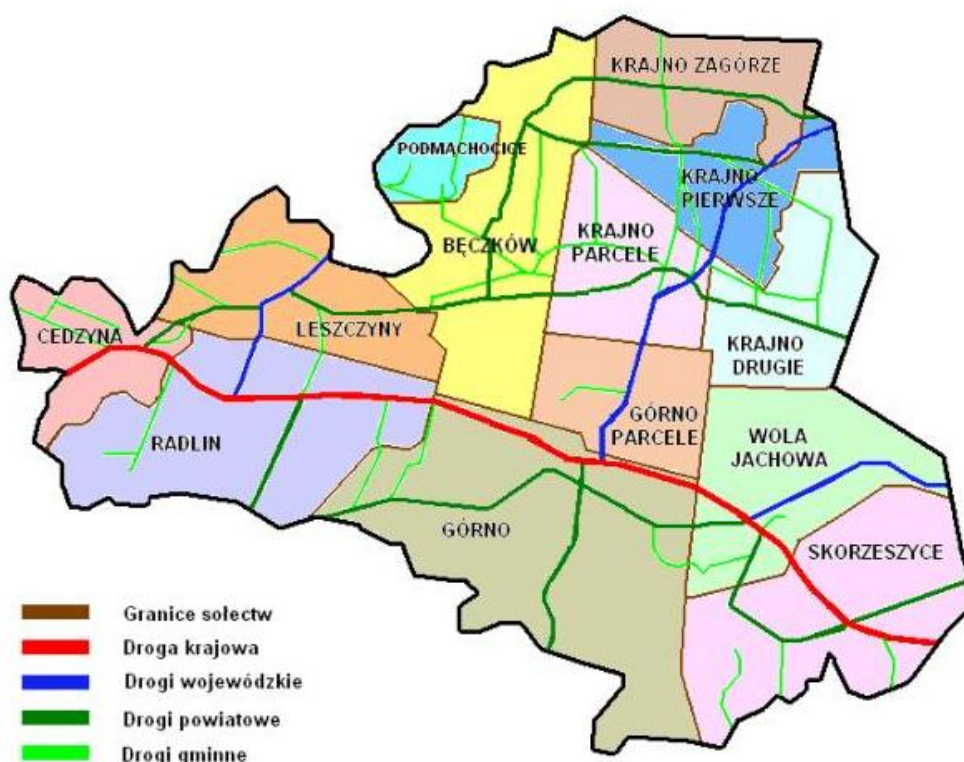 KRAJNO ZAGÓRZE
PODMĄCHOCICE
KRAJNO
PIERWSZE
BĘCZKÓW
KRAJNO
PARCELE
CEDZYNA
LESZCZYNY
KRAJNO
DRUGIE
RADLIN
GÓRNO
PARCELE
WOLA
JACHOWA
GÓRNO
SKORZESZYCE
Granice sołectw
Droga krajowa
Drogi wojewódzkie
Drogi powiatowe
Drogi gminne